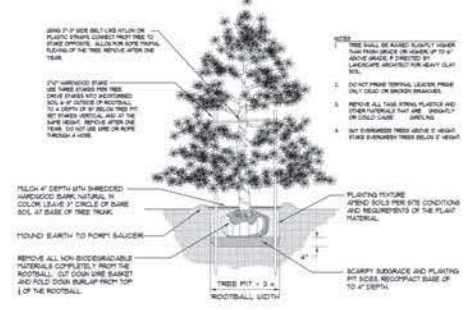 USING 2"-3" WIDE BELT-LIKE NYLON OR
PLASTIC STRAPS, CONNECT FROM TREE TO
STAKE OPPOSITE. ALLOW FOR SOME MINIMAL
FLEXING OF THE TREE. REMOVE AFTER ONE
YEAR.
HARDWOOD STAKE
USE THREE STAKES PER TREE
DRIVE STAKES INTO UNDISTURBED
SOIL 6-8" OUTSIDE OF ROOTBALL
TO A DEPTH OF 18" BELOW TREE PIT
SET STAKES VERTICAL AND AT THE
SAME HEIGHT. REMOVE AFTER ONE
YEAR. DO NOT USE WIRE OR ROPE
THROUGH A HOSE.
MULCH 4" DEPTH WITH SHREDDED
HARDWOOD BARK, NATURAL IN
COLOR. LEAVE 3" CIRCLE OF BARE
SOIL AT BASE OF TREE TRUNK.
MOUND EARTH TO FORM SAUCER
REMOVE ALL NON-BIODEGRADABLE
MATERIALS COMPLETELY FROM THE
ROOTBALL. CUT DOWN WIRE BASKET
AND FOLD DOWN BURLAP FROM TOP
OF THE ROOTBALL.
TREE PIT = 3 x
ROOTBALL WIDTH
4"
NOTES
1. TREE SHALL BE RAISED SLIGHTLY HIGHER
THAN FINISH GRADE OR HIGHER, UP TO 6"
ABOVE GRADE, IF DIRECTED BY
LANDSCAPE ARCHITECT FOR HEAVY CLAY
SOIL.
2. DO NOT PRUNE TERMINAL LEADER. PRUNE
ONLY DEAD OR BROKEN BRANCHES.
3. REMOVE ALL TAGS, STRING, PLASTICS AND
OTHER MATERIALS THAT ARE UNSIGHTLY
OR COULD CAUSE GIRDLING.
4. GUY EVERGREEN TREES ABOVE HEIGHT.
STAKE EVERGREEN TREES BELOW HEIGHT.
PLANTING MIXTURE
AMEND SOILS PER SITE CONDITIONS
AND REQUIREMENTS OF THE PLANT
MATERIAL.
SCARIFY SUBGRADE AND PLANTING
PIT SIDES. RECOMPACT BASE OF
TO 4" DEPTH.